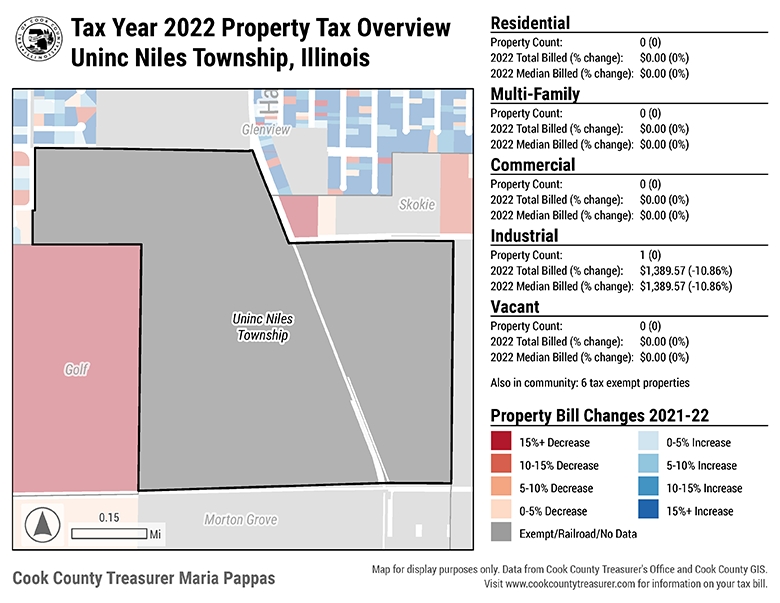 Tax Year 2022 Property Tax Overview
Uninc Niles Township, Illinois
Ha
Glenview
Skokie
Uninc Niles
Township
Golf
Morton Grove
0.15
Mi
Residential
Property Count: 0 (0)
2022 Total Billed (% change): $0.00 (0%)
2022 Median Billed (% change): $0.00 (0%)
Multi-Family
Property Count: 0 (0)
2022 Total Billed (% change): $0.00 (0%)
2022 Median Billed (% change): $0.00 (0%)
Commercial
Property Count: 0 (0)
2022 Total Billed (% change): $0.00 (0%)
2022 Median Billed (% change): $0.00 (0%)
Industrial
Property Count: 1 (0)
2022 Total Billed (% change): $1,389.57 (-10.86%)
2022 Median Billed (% change): $1,389.57 (-10.86%)
Vacant
Property Count: 0 (0)
2022 Total Billed (% change): $0.00 (0%)
2022 Median Billed (% change): $0.00 (0%)
Also in community: 6 tax exempt properties
Property Bill Changes 2021-22
15%+ Decrease 0-5% Increase
10-15% Decrease 5-10% Increase
5-10% Decrease 10-15% Increase
0-5% Decrease 15%+ Increase
Exempt/Railroad/No Data
Cook County Treasurer Maria Pappas
Map for display purposes only. Data from Cook County Treasurer's Office and Cook County GIS.
Visit www.cookcountytreasurer.com for information on your tax bill.